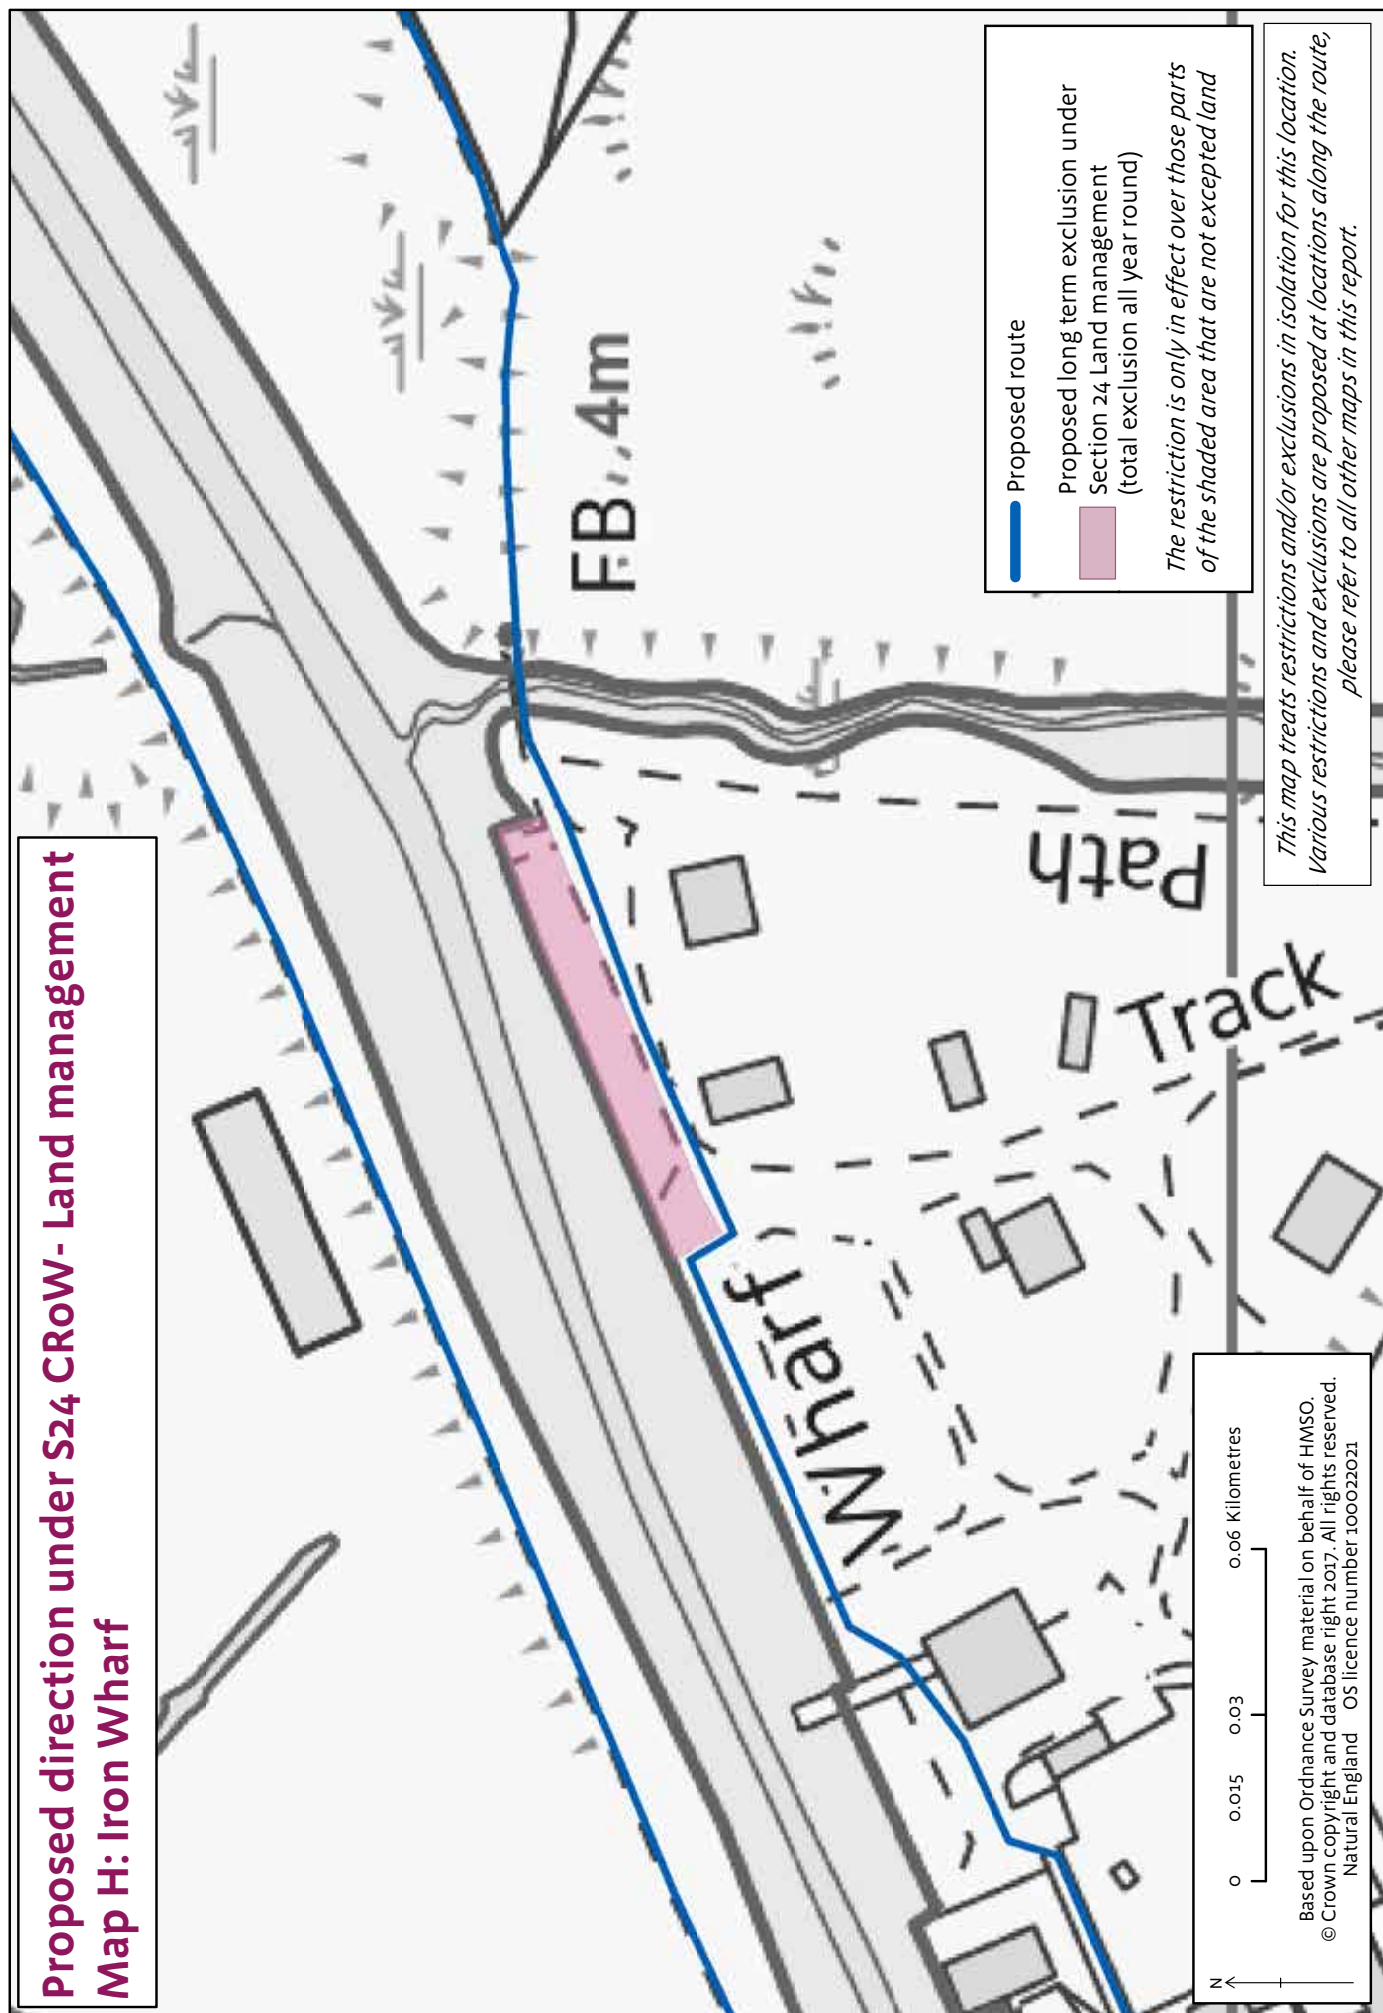 Proposed direction under S24 CRoW- Land management
Map H: Iron Wharf
FB
4m
Path
Track
Wharf
Proposed route
Proposed long term exclusion under
Section 24 Land management
(total exclusion all year round)
The restriction is only in effect over those parts
of the shaded area that are not excepted land
This map treats restrictions and/or exclusions in isolation for this location.
Various restrictions and exclusions are proposed at locations along the route,
please refer to all other maps in this report.
N
0 0.015 0.03 0.06 Kilometres
Based upon Ordnance Survey material on behalf of HMSO.
© Crown copyright and database right 2017. All rights reserved.
Natural England OS licence number 100022021